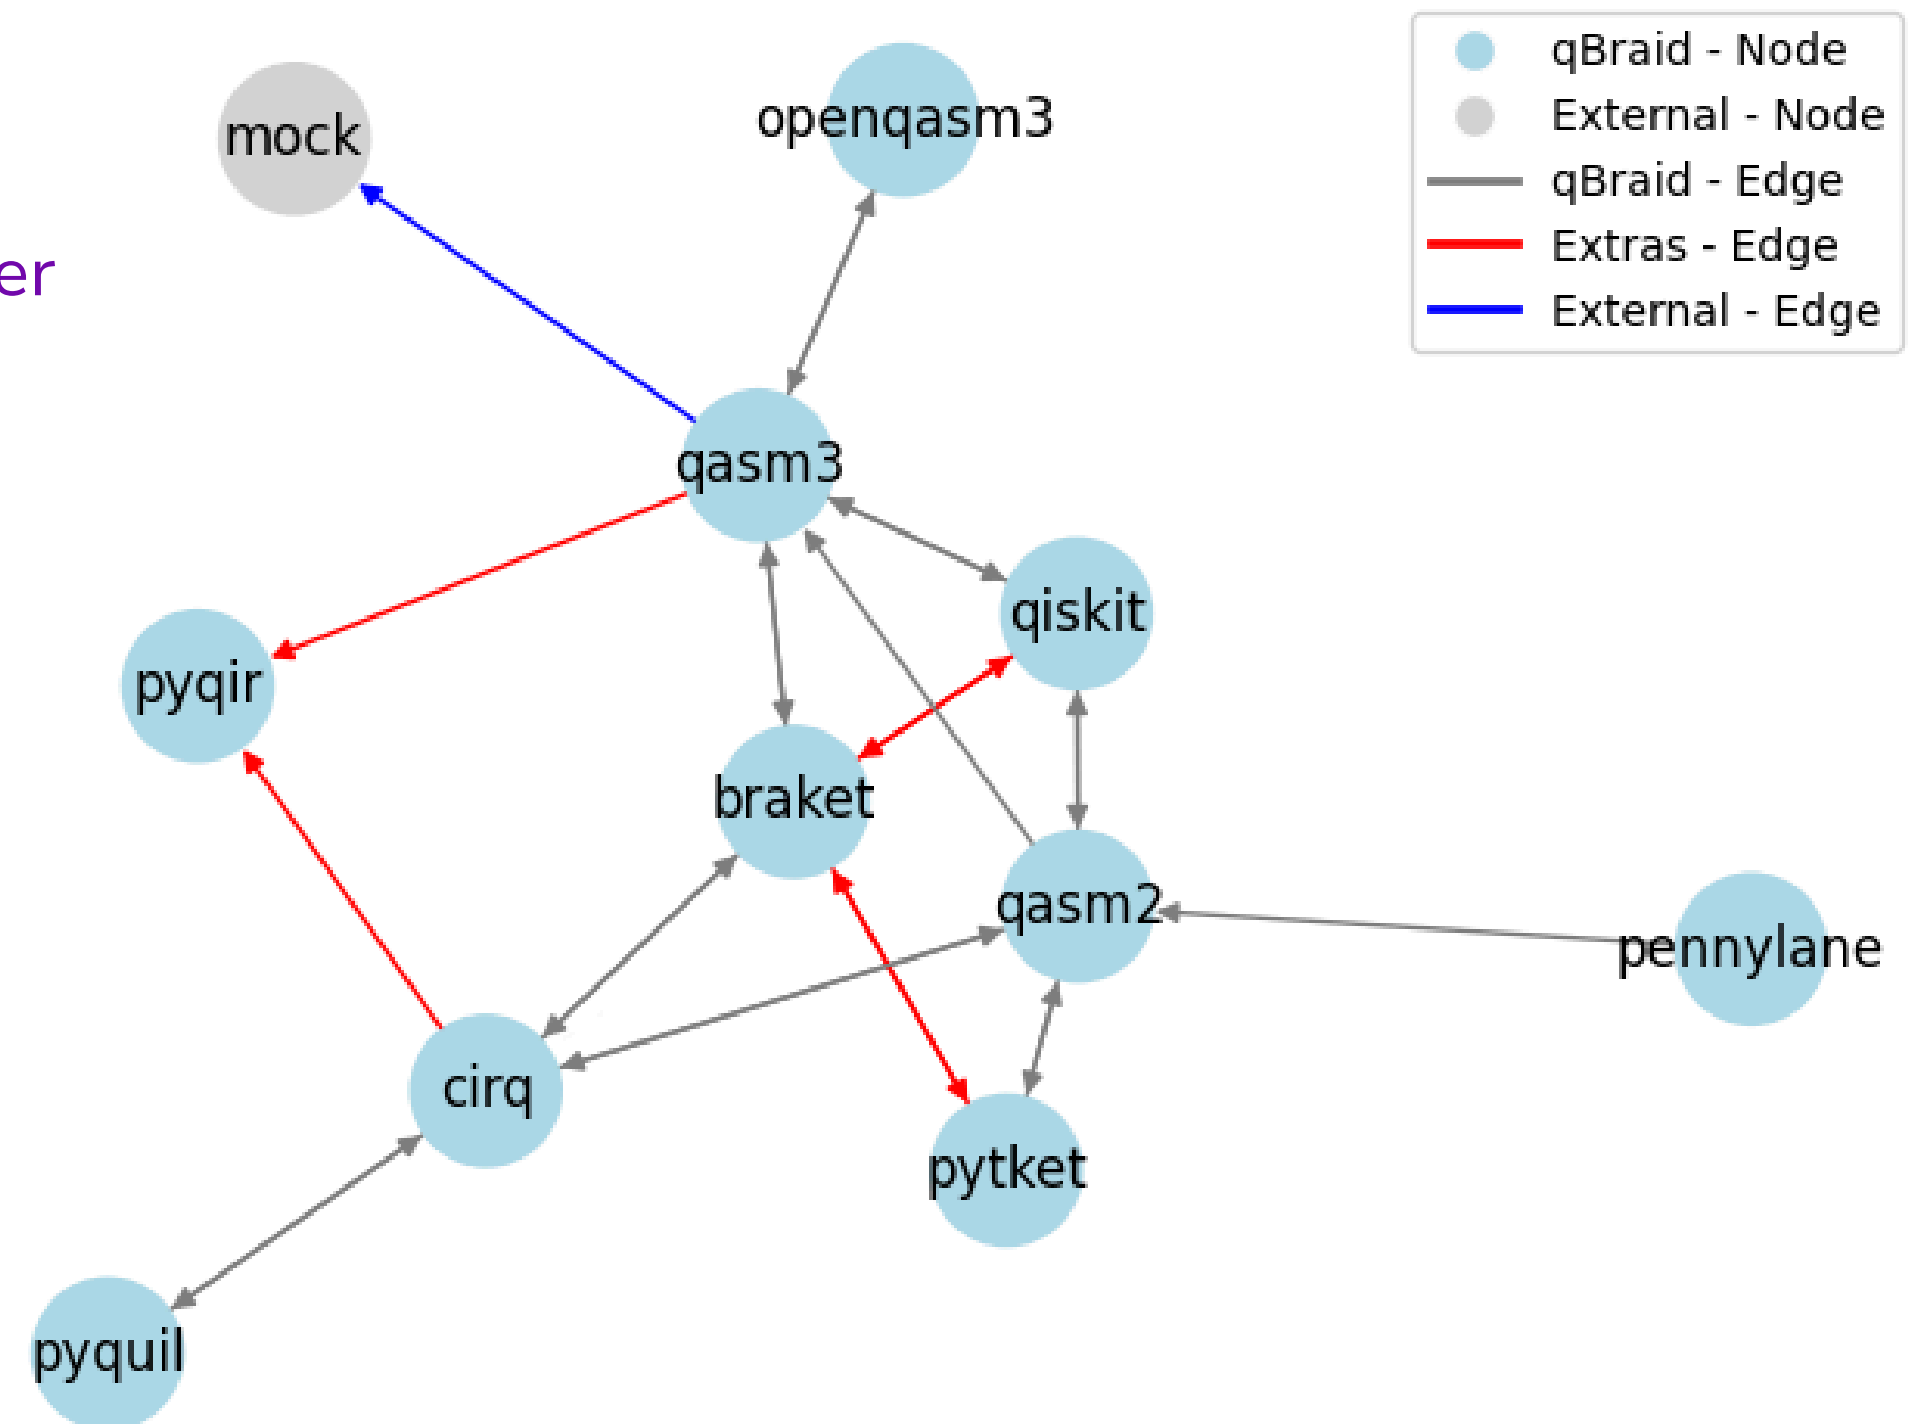 qBraid - Node
External - Node
qBraid - Edge
Extras - Edge
External - Edge
openqasm3
mock
er
qasm3
qiskit
pyqir
braket
qasm2
pennylane
cirq
pytket
pyquil